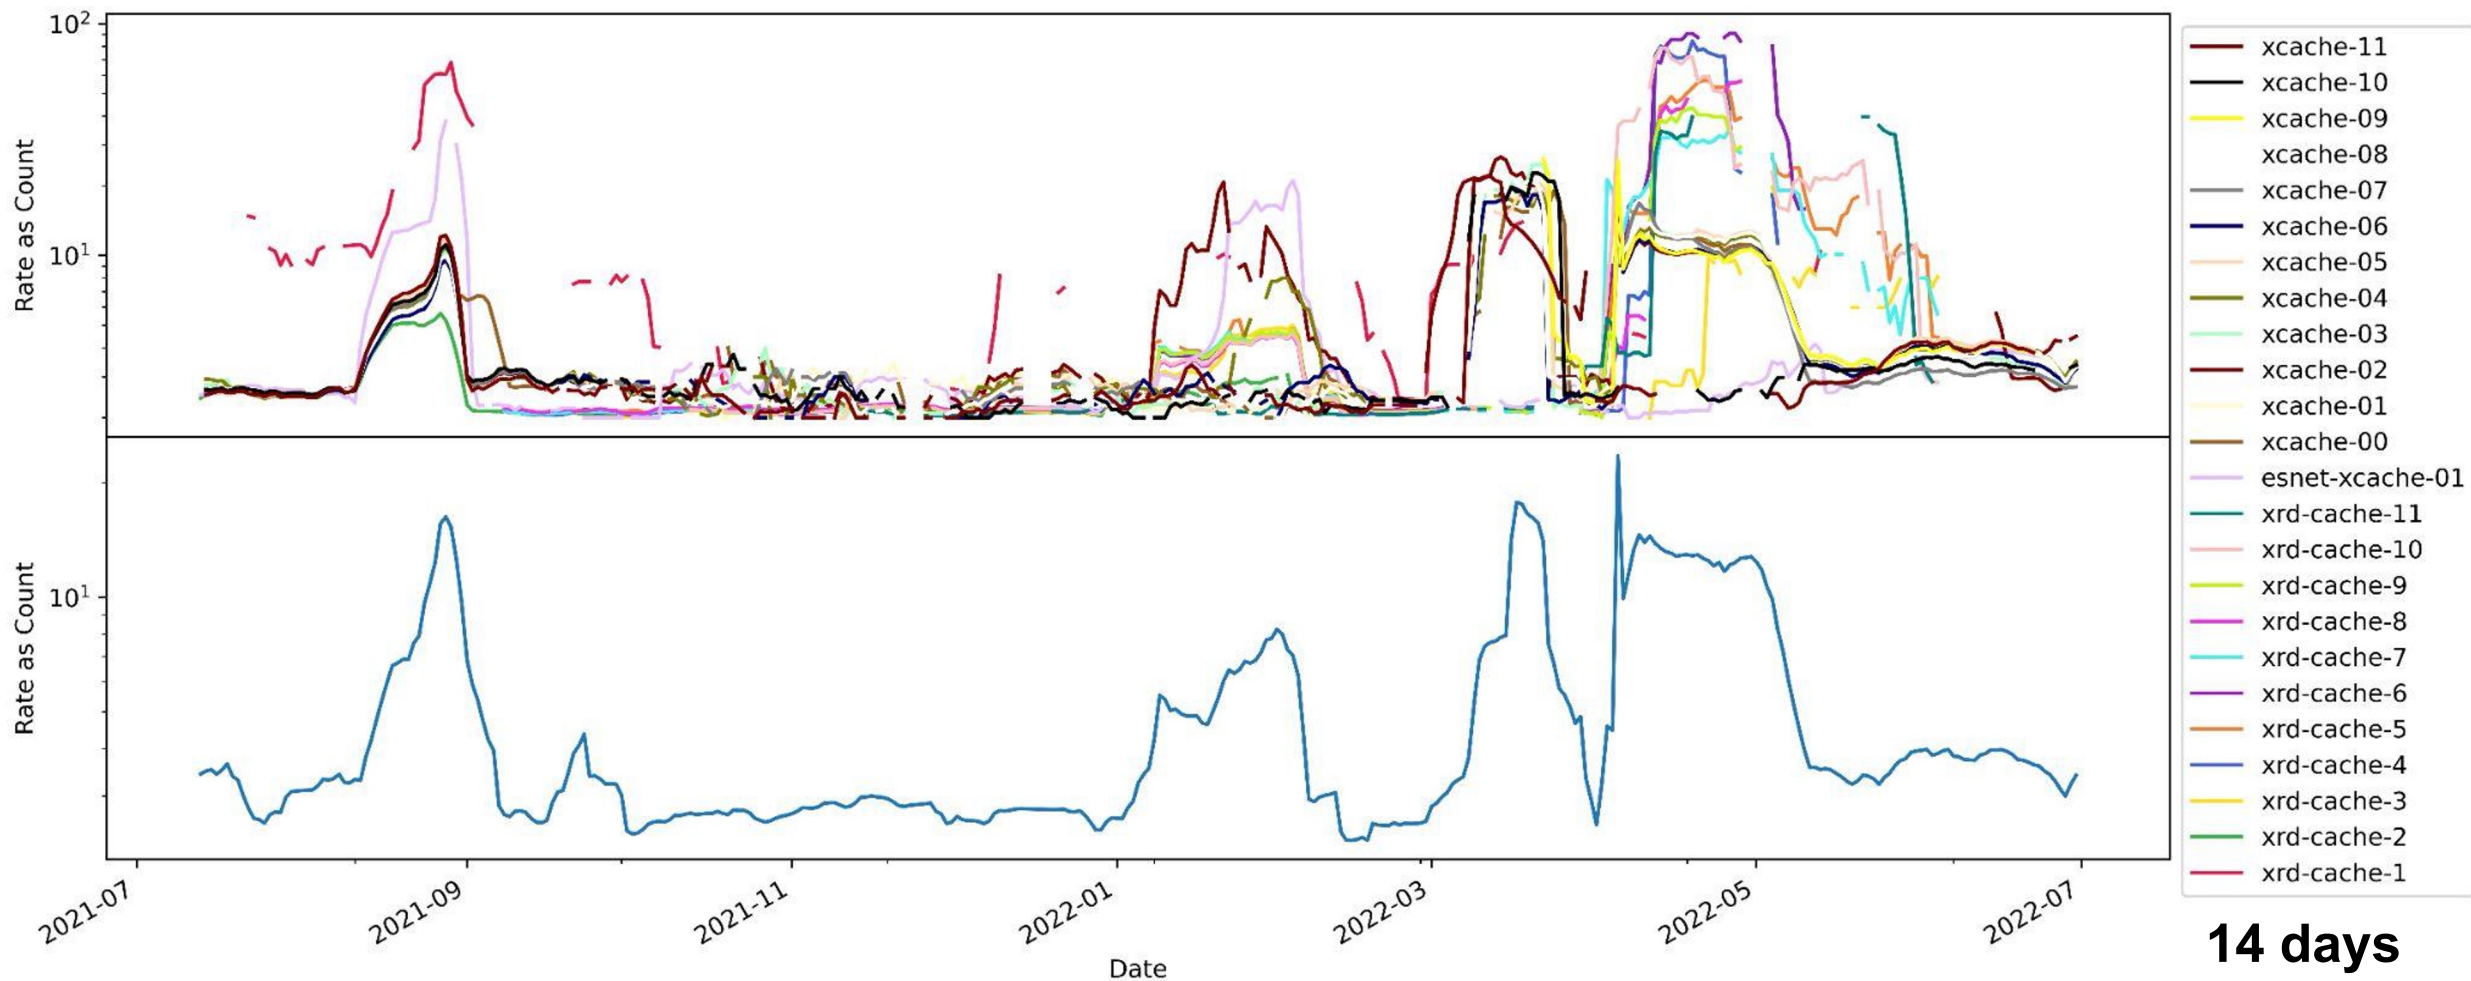 10²
10¹
Rate as Count
10¹
Rate as Count
2021-07
2021-09
2021-11
2022-01
2022-03
2022-05
2022-07
Date
xcache-11
xcache-10
xcache-09
xcache-08
xcache-07
xcache-06
xcache-05
xcache-04
xcache-03
xcache-02
xcache-01
xcache-00
esnet-xcache-01
xrd-cache-11
xrd-cache-10
xrd-cache-9
xrd-cache-8
xrd-cache-7
xrd-cache-6
xrd-cache-5
xrd-cache-4
xrd-cache-3
xrd-cache-2
xrd-cache-1
14 days